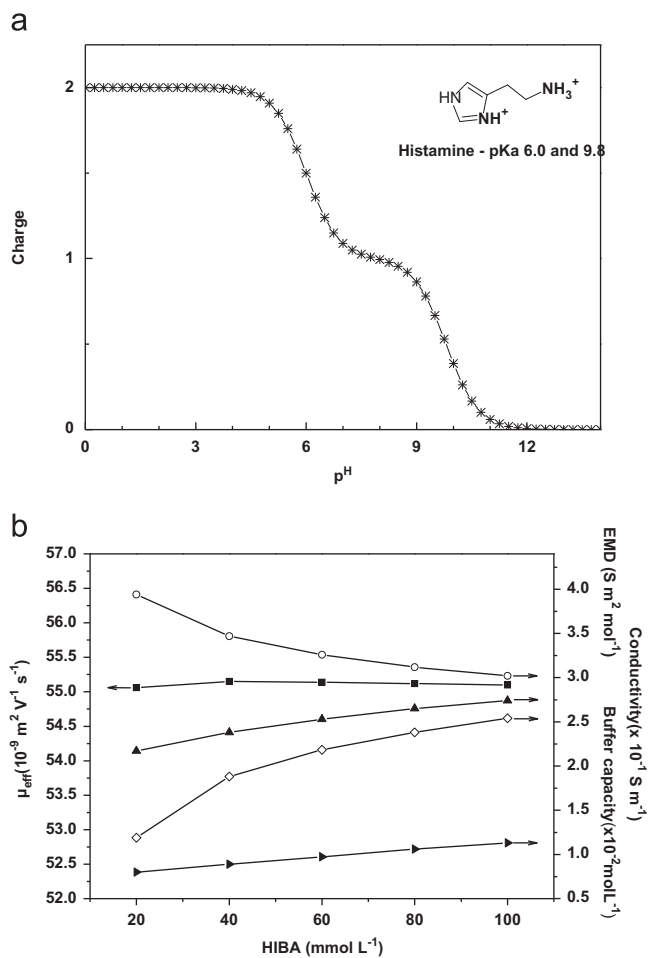 a
2
1
0
Charge
0 3 6 9 12
p^H
HN
NH+
NH3+
Histamine - pKa 6.0 and 9.8
b
57.0
56.5
56.0
55.5
55.0
54.5
54.0
53.5
53.0
52.5
52.0
μeff(10-9 m2 V-1 s-1)
4.0
3.5
3.0
2.5
2.0
1.5
1.0
0.5
EMD (S m2 mol-1)
Buffer capacity(x10-2molL-1)
Conductivity(x 10-1 S m-1)
20 40 60 80 100
HIBA (mmol L-1)